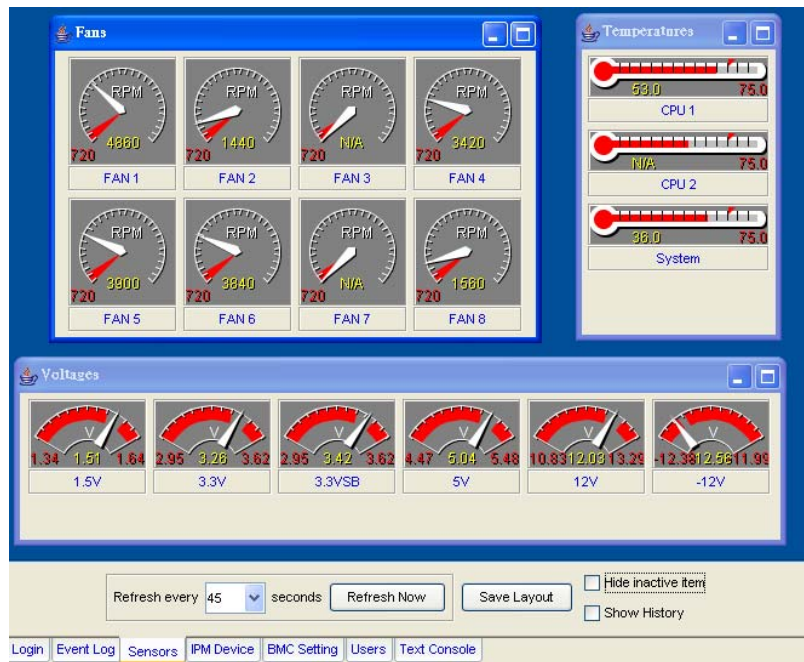 Fans
RPM
4860
720
FAN 1
RPM
1440
720
FAN 2
RPM
N/A
720
FAN 3
RPM
3420
720
FAN 4
RPM
3900
720
FAN 5
RPM
3840
720
FAN 6
RPM
N/A
720
FAN 7
RPM
1560
720
FAN 8
Temperatures
53.0 75.0
CPU 1
N/A 75.0
CPU 2
36.0 75.0
System
Voltages
V
1.34 1.51 1.64
1.5V
V
2.95 3.26 3.62
3.3V
V
2.95 3.42 3.62
3.3VSB
V
4.47 5.04 5.48
5V
V
10.83 12.03 13.29
12V
V
-12.38 12.56 11.99
-12V
Refresh every 45 seconds Refresh Now Save Layout
Hide inactive item
Show History
Login Event Log Sensors IPM Device BMC Setting Users Text Console